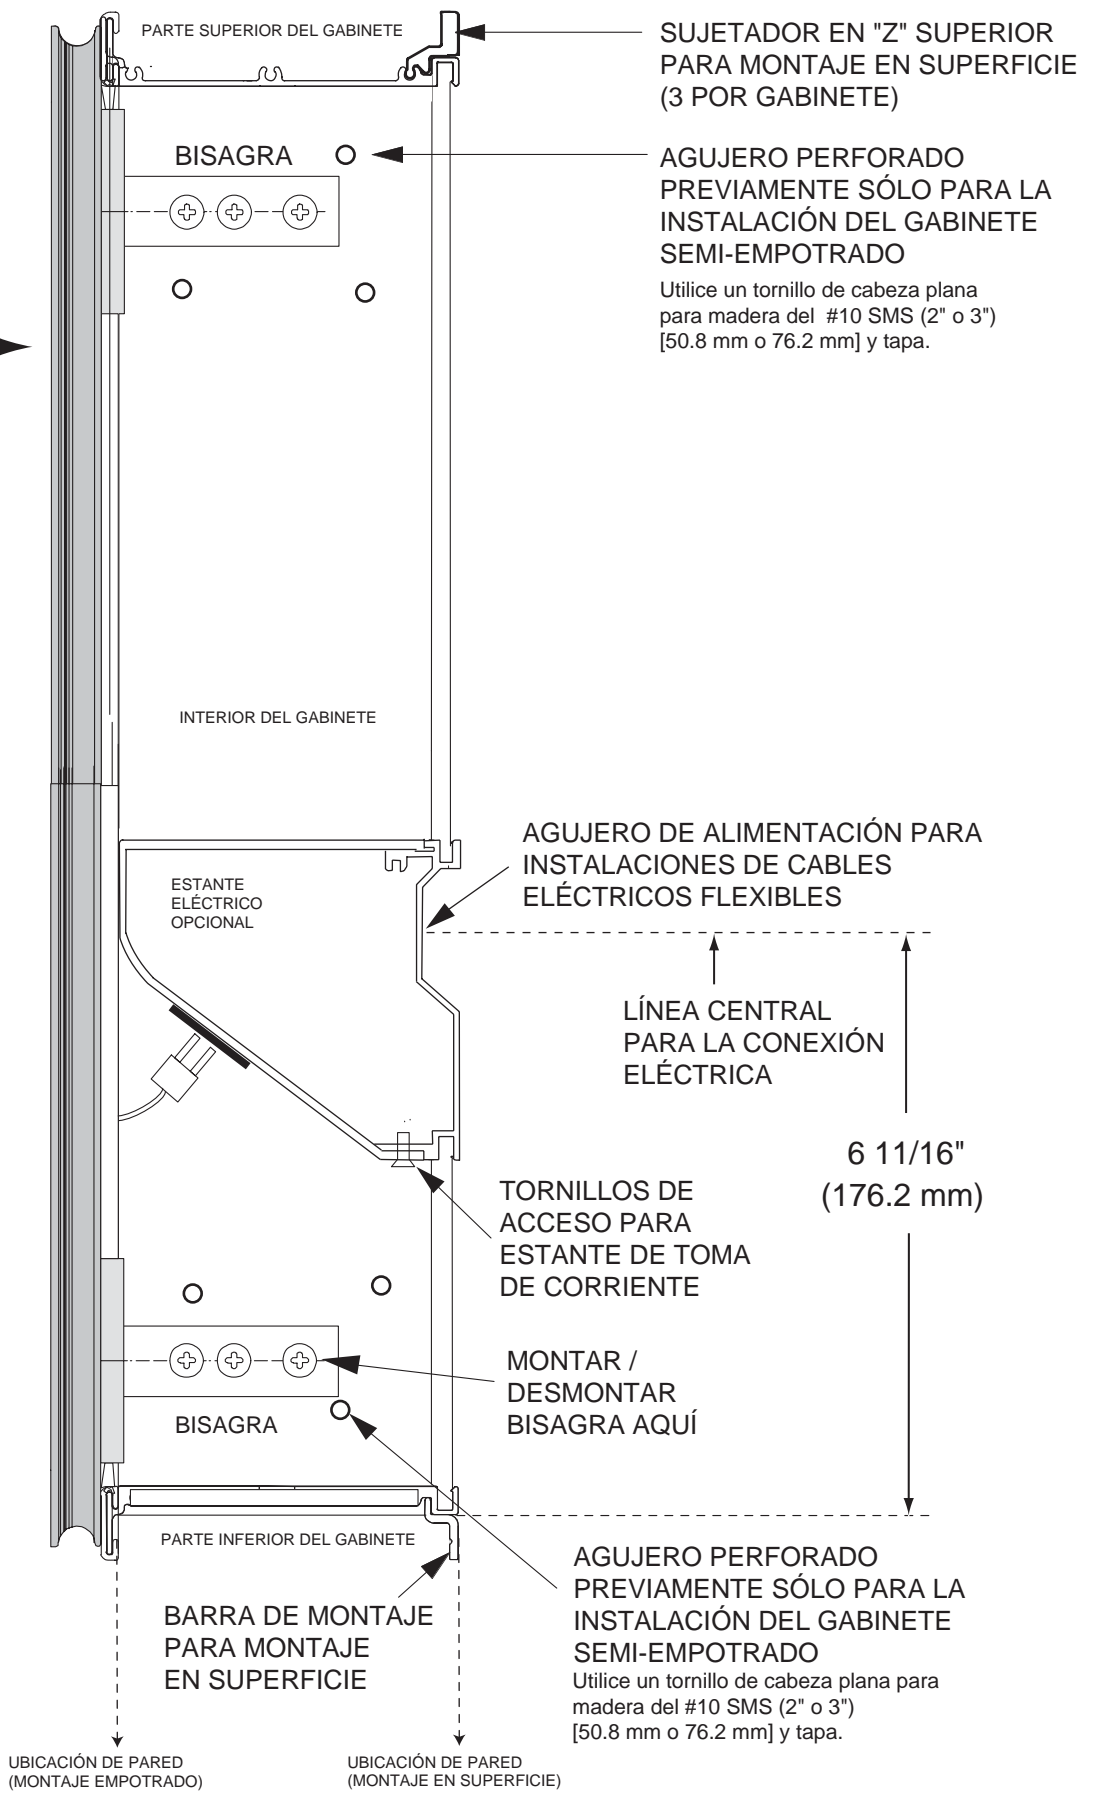 PARTE SUPERIOR DEL GABINETE
SUJETADOR EN "Z" SUPERIOR
PARA MONTAJE EN SUPERFICIE
(3 POR GABINETE)
BISAGRA
AGUJERO PERFORADO
PREVIAMENTE SÓLO PARA LA
INSTALACIÓN DEL GABINETE
SEMI-EMPOTRADO
Utilice un tornillo de cabeza plana
para madera del #10 SMS (2" o 3")
[50.8 mm o 76.2 mm] y tapa.
INTERIOR DEL GABINETE
AGUJERO DE ALIMENTACIÓN PARA
INSTALACIONES DE CABLES
ELÉCTRICOS FLEXIBLES
ESTANTE
ELÉCTRICO
OPCIONAL
LÍNEA CENTRAL
PARA LA CONEXIÓN
ELÉCTRICA
6 11/16"
(176.2 mm)
TORNILLOS DE
ACCESO PARA
ESTANTE DE TOMA
DE CORRIENTE
MONTAR /
DESMONTAR
BISAGRA AQUÍ
BISAGRA
PARTE INFERIOR DEL GABINETE
AGUJERO PERFORADO
PREVIAMENTE SÓLO PARA LA
INSTALACIÓN DEL GABINETE
SEMI-EMPOTRADO
Utilice un tornillo de cabeza plana para
madera del #10 SMS (2" o 3")
[50.8 mm o 76.2 mm] y tapa.
BARRA DE MONTAJE
PARA MONTAJE
EN SUPERFICIE
UBICACIÓN DE PARED
(MONTAJE EMPOTRADO)
UBICACIÓN DE PARED
(MONTAJE EN SUPERFICIE)